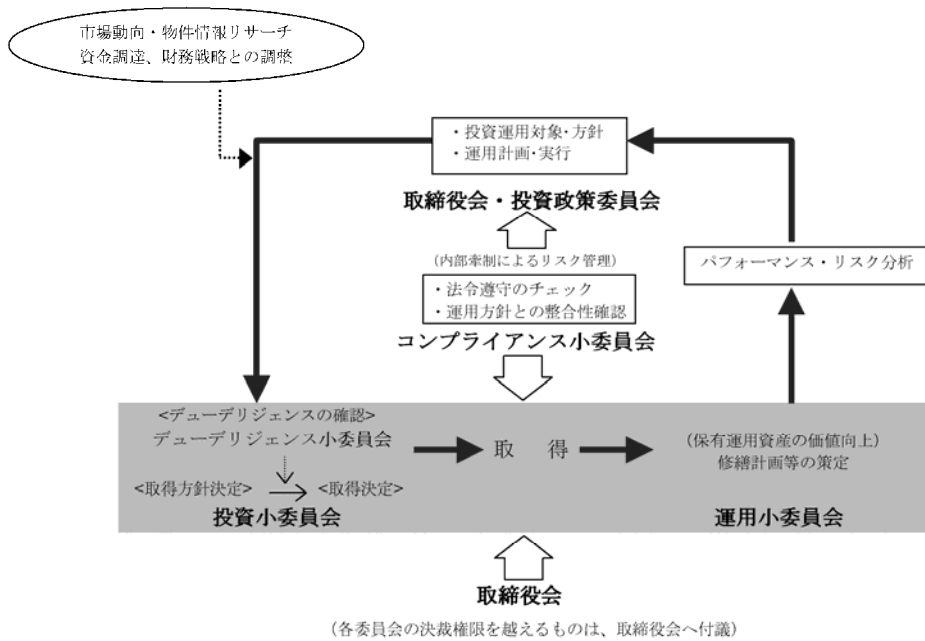 市場動向・物件情報リサーチ
資金調達、財務戦略との調整
・投資運用対象・方針
・運用計画・実行
取締役会・投資政策委員会
(内部牽制によるリスク管理)
・法令遵守のチェック
・運用方針との整合性確認
コンプライアンス小委員会
パフォーマンス・リスク分析
<デューデリジェンスの確認>
デューデリジェンス小委員会
<取得方針決定>
<取得決定>
投資小委員会
取　得
(保有運用資産の価値向上)
修繕計画等の策定
運用小委員会
取締役会
(各委員会の決裁権限を越えるものは、取締役会へ付議)